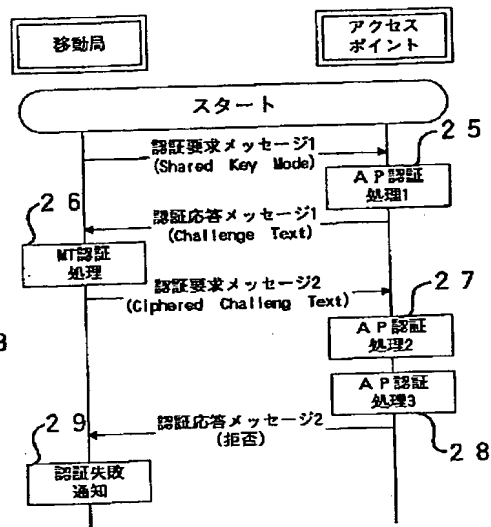 移動局
アクセス
ポイント
スタート
認証要求メッセージ1
(Shared Key Mode)
25
AP認証
処理1
認証応答メッセージ1
(Challenge Text)
26
MT認証
処理
認証要求メッセージ2
(Ciphered Challeng Text)
27
AP認証
処理2
AP認証
処理3
28
認証応答メッセージ2
(拒否)
29
認証失敗
通知